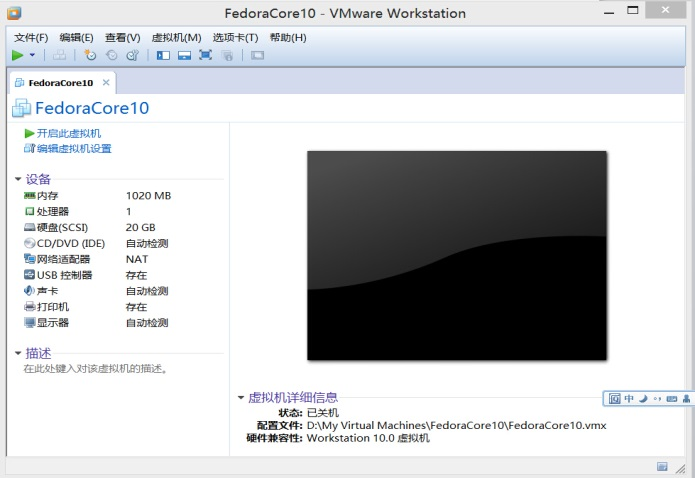 FedoraCore10 - VMware Workstation
文件(F) 编辑(E) 查看(V) 虚拟机(M) 选项卡(T) 帮助(H)
FedoraCore10
FedoraCore10
开启此虚拟机
编辑虚拟机设置
设备
内存 1020 MB
处理器 1
硬盘(SCSI) 20 GB
CD/DVD (IDE) 自动检测
网络适配器 NAT
USB 控制器 存在
声卡 自动检测
打印机 存在
显示器 自动检测
描述
在此处键入对该虚拟机的描述。
虚拟机详细信息
状态: 已关机
配置文件: D:\My Virtual Machines\FedoraCore10\FedoraCore10.vmx
硬件兼容性: Workstation 10.0 虚拟机
中